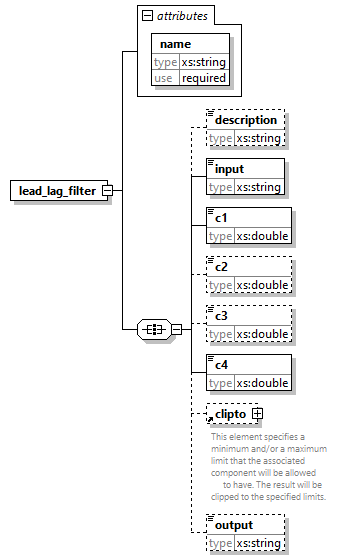 attributes
name
type xs:string
use required
description
type xs:string
input
type xs:string
lead_lag_filter
c1
type xs:double
c2
type xs:double
c3
type xs:double
c4
type xs:double
clipto
This element specifies a
minimum and/or a maximum
limit that the associated
component will be allowed
to have. The result will be
clipped to the specified limits.
output
type xs:string